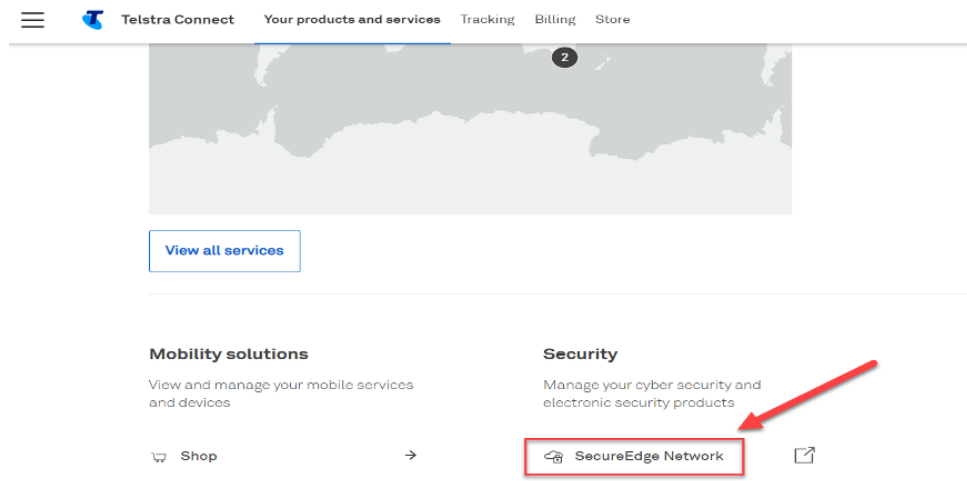 Telstra Connect Your products and services Tracking Billing Store
2
View all services
Mobility solutions
View and manage your mobile services
and devices
Shop
Security
Manage your cyber security and
electronic security products
SecureEdge Network